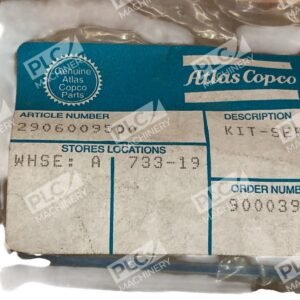 Genuine
Atlas
Copco
Parts
Atlas Copco
ARTICLE NUMBER
DESCRIPTION
KIT-SE
STORES LOCATIONS
WHSE: A 733-19
ORDER NUMBER
900039
PLC
MACHINERY